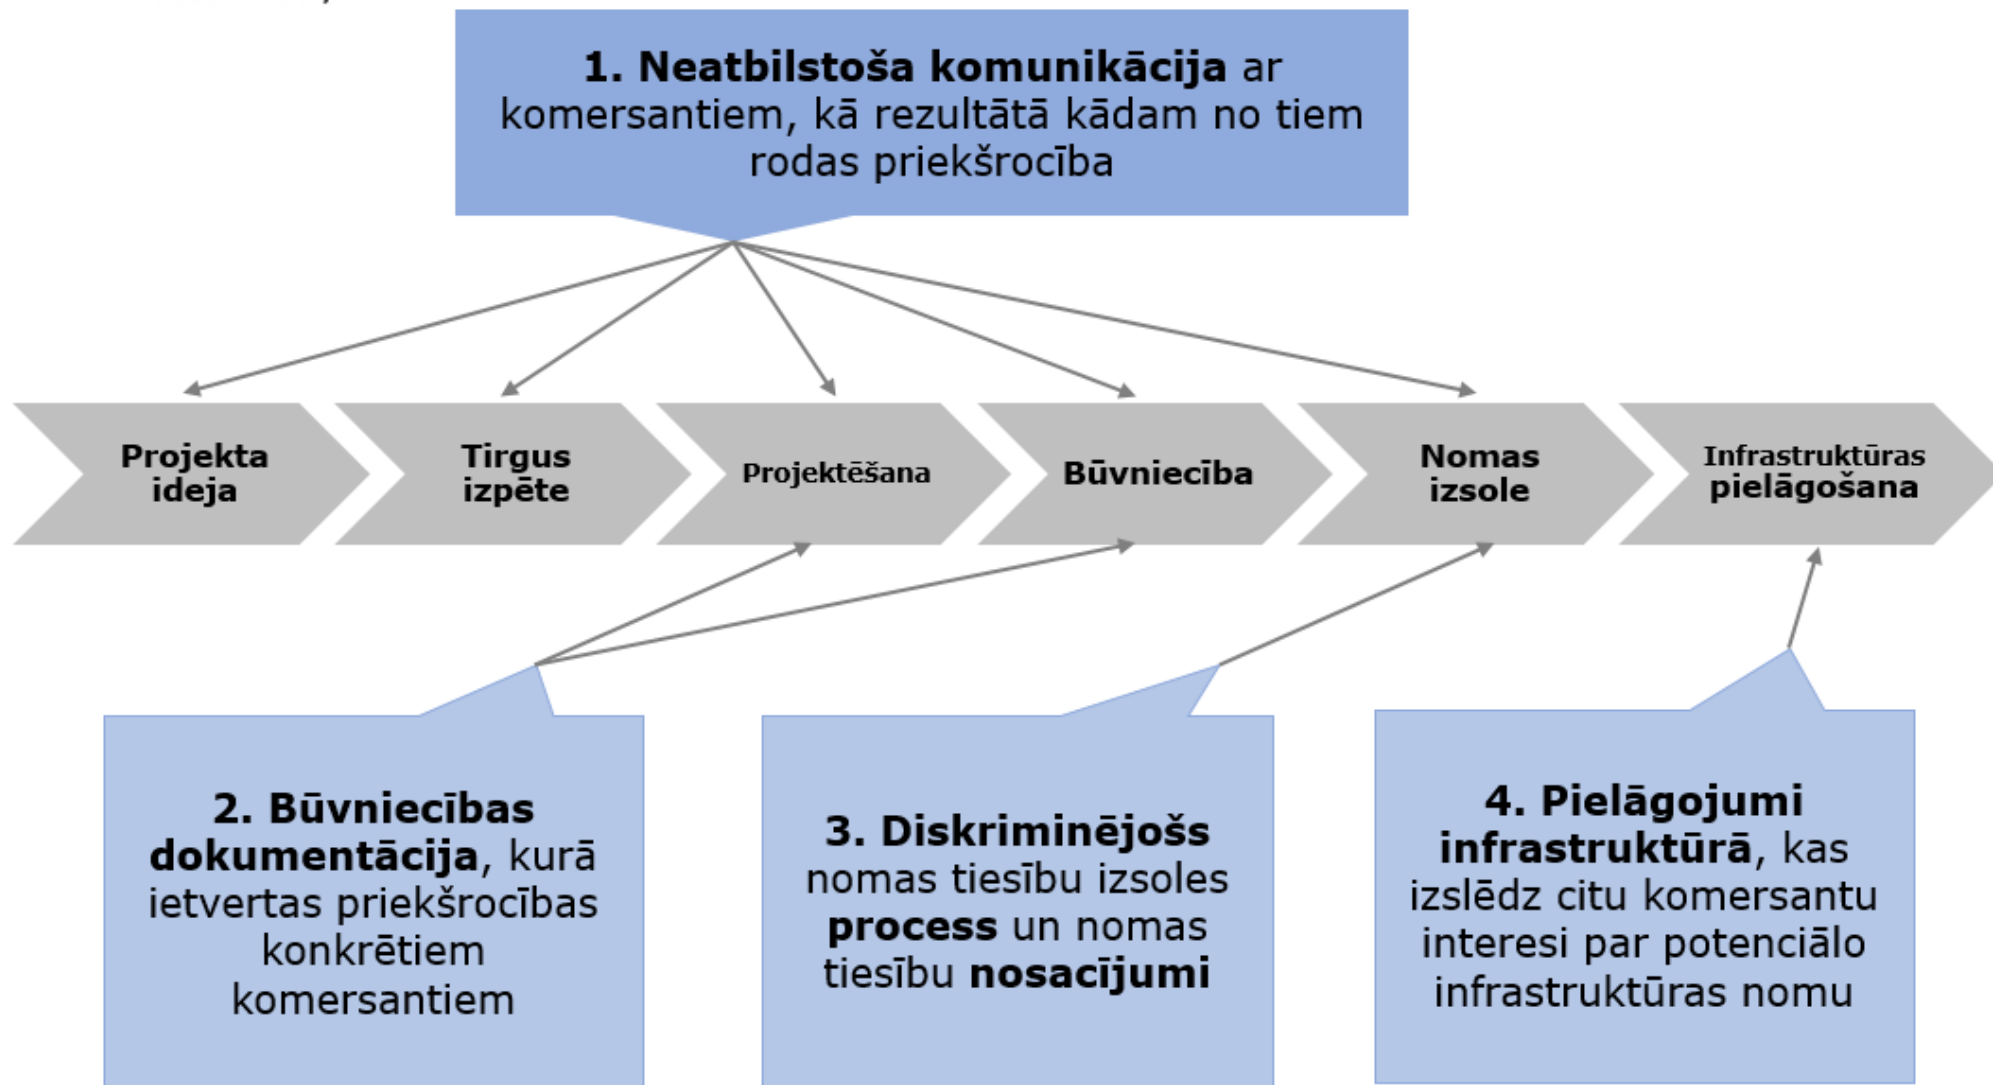 1. Neatbilstoša komunikācija ar
komersantiem, kā rezultātā kādam no tiem
rodas priekšrocība
Projekta
ideja
Tirgus
izpēte
Projektēšana
Būvniecība
Nomas
izsole
Infrastruktūras
pielāgošana
2. Būvniecības
dokumentācija, kurā
ietvertas priekšrocības
konkrētiem
komersantiem
3. Diskriminējošs
nomas tiesību izsoles
process un nomas
tiesību nosacījumi
4. Pielāgojumi
infrastruktūrā, kas
izslēdz citu komersantu
interesi par potenciālo
infrastruktūras nomu